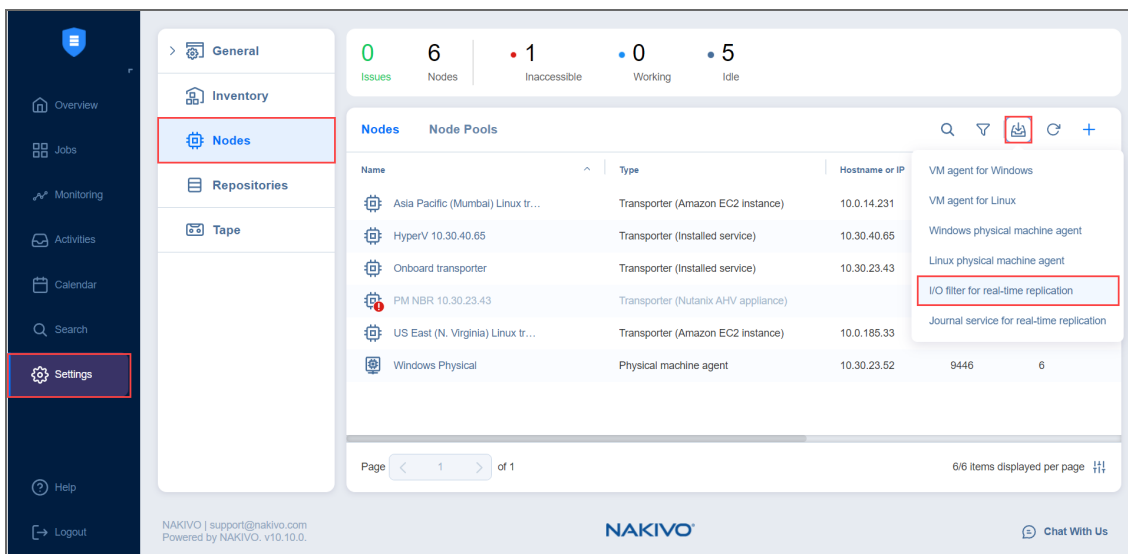 Overview
Jobs
Monitoring
Activities
Calendar
Search
Settings
Help
Logout
General
Inventory
Nodes
Repositories
Tape
0 6 1 0 5
Issues Nodes Inaccessible Working Idle
Nodes Node Pools
Name Type Hostname or IP
Asia Pacific (Mumbai) Linux tr... Transporter (Amazon EC2 instance) 10.0.14.231
HyperV 10.30.40.65 Transporter (Installed service) 10.30.40.65
Onboard transporter Transporter (Installed service) 10.30.23.43
PM NBR 10.30.23.43 Transporter (Nutanix AHV appliance)
US East (N. Virginia) Linux tr... Transporter (Amazon EC2 instance) 10.0.185.33
Windows Physical Physical machine agent 10.30.23.52 9446 6
VM agent for Windows
VM agent for Linux
Windows physical machine agent
Linux physical machine agent
I/O filter for real-time replication
Journal service for real-time replication
Page 1 of 1 6/6 items displayed per page
NAKIVO | support@nakivo.com
Powered by NAKIVO. v10.10.0.
NAKIVO®
Chat With Us